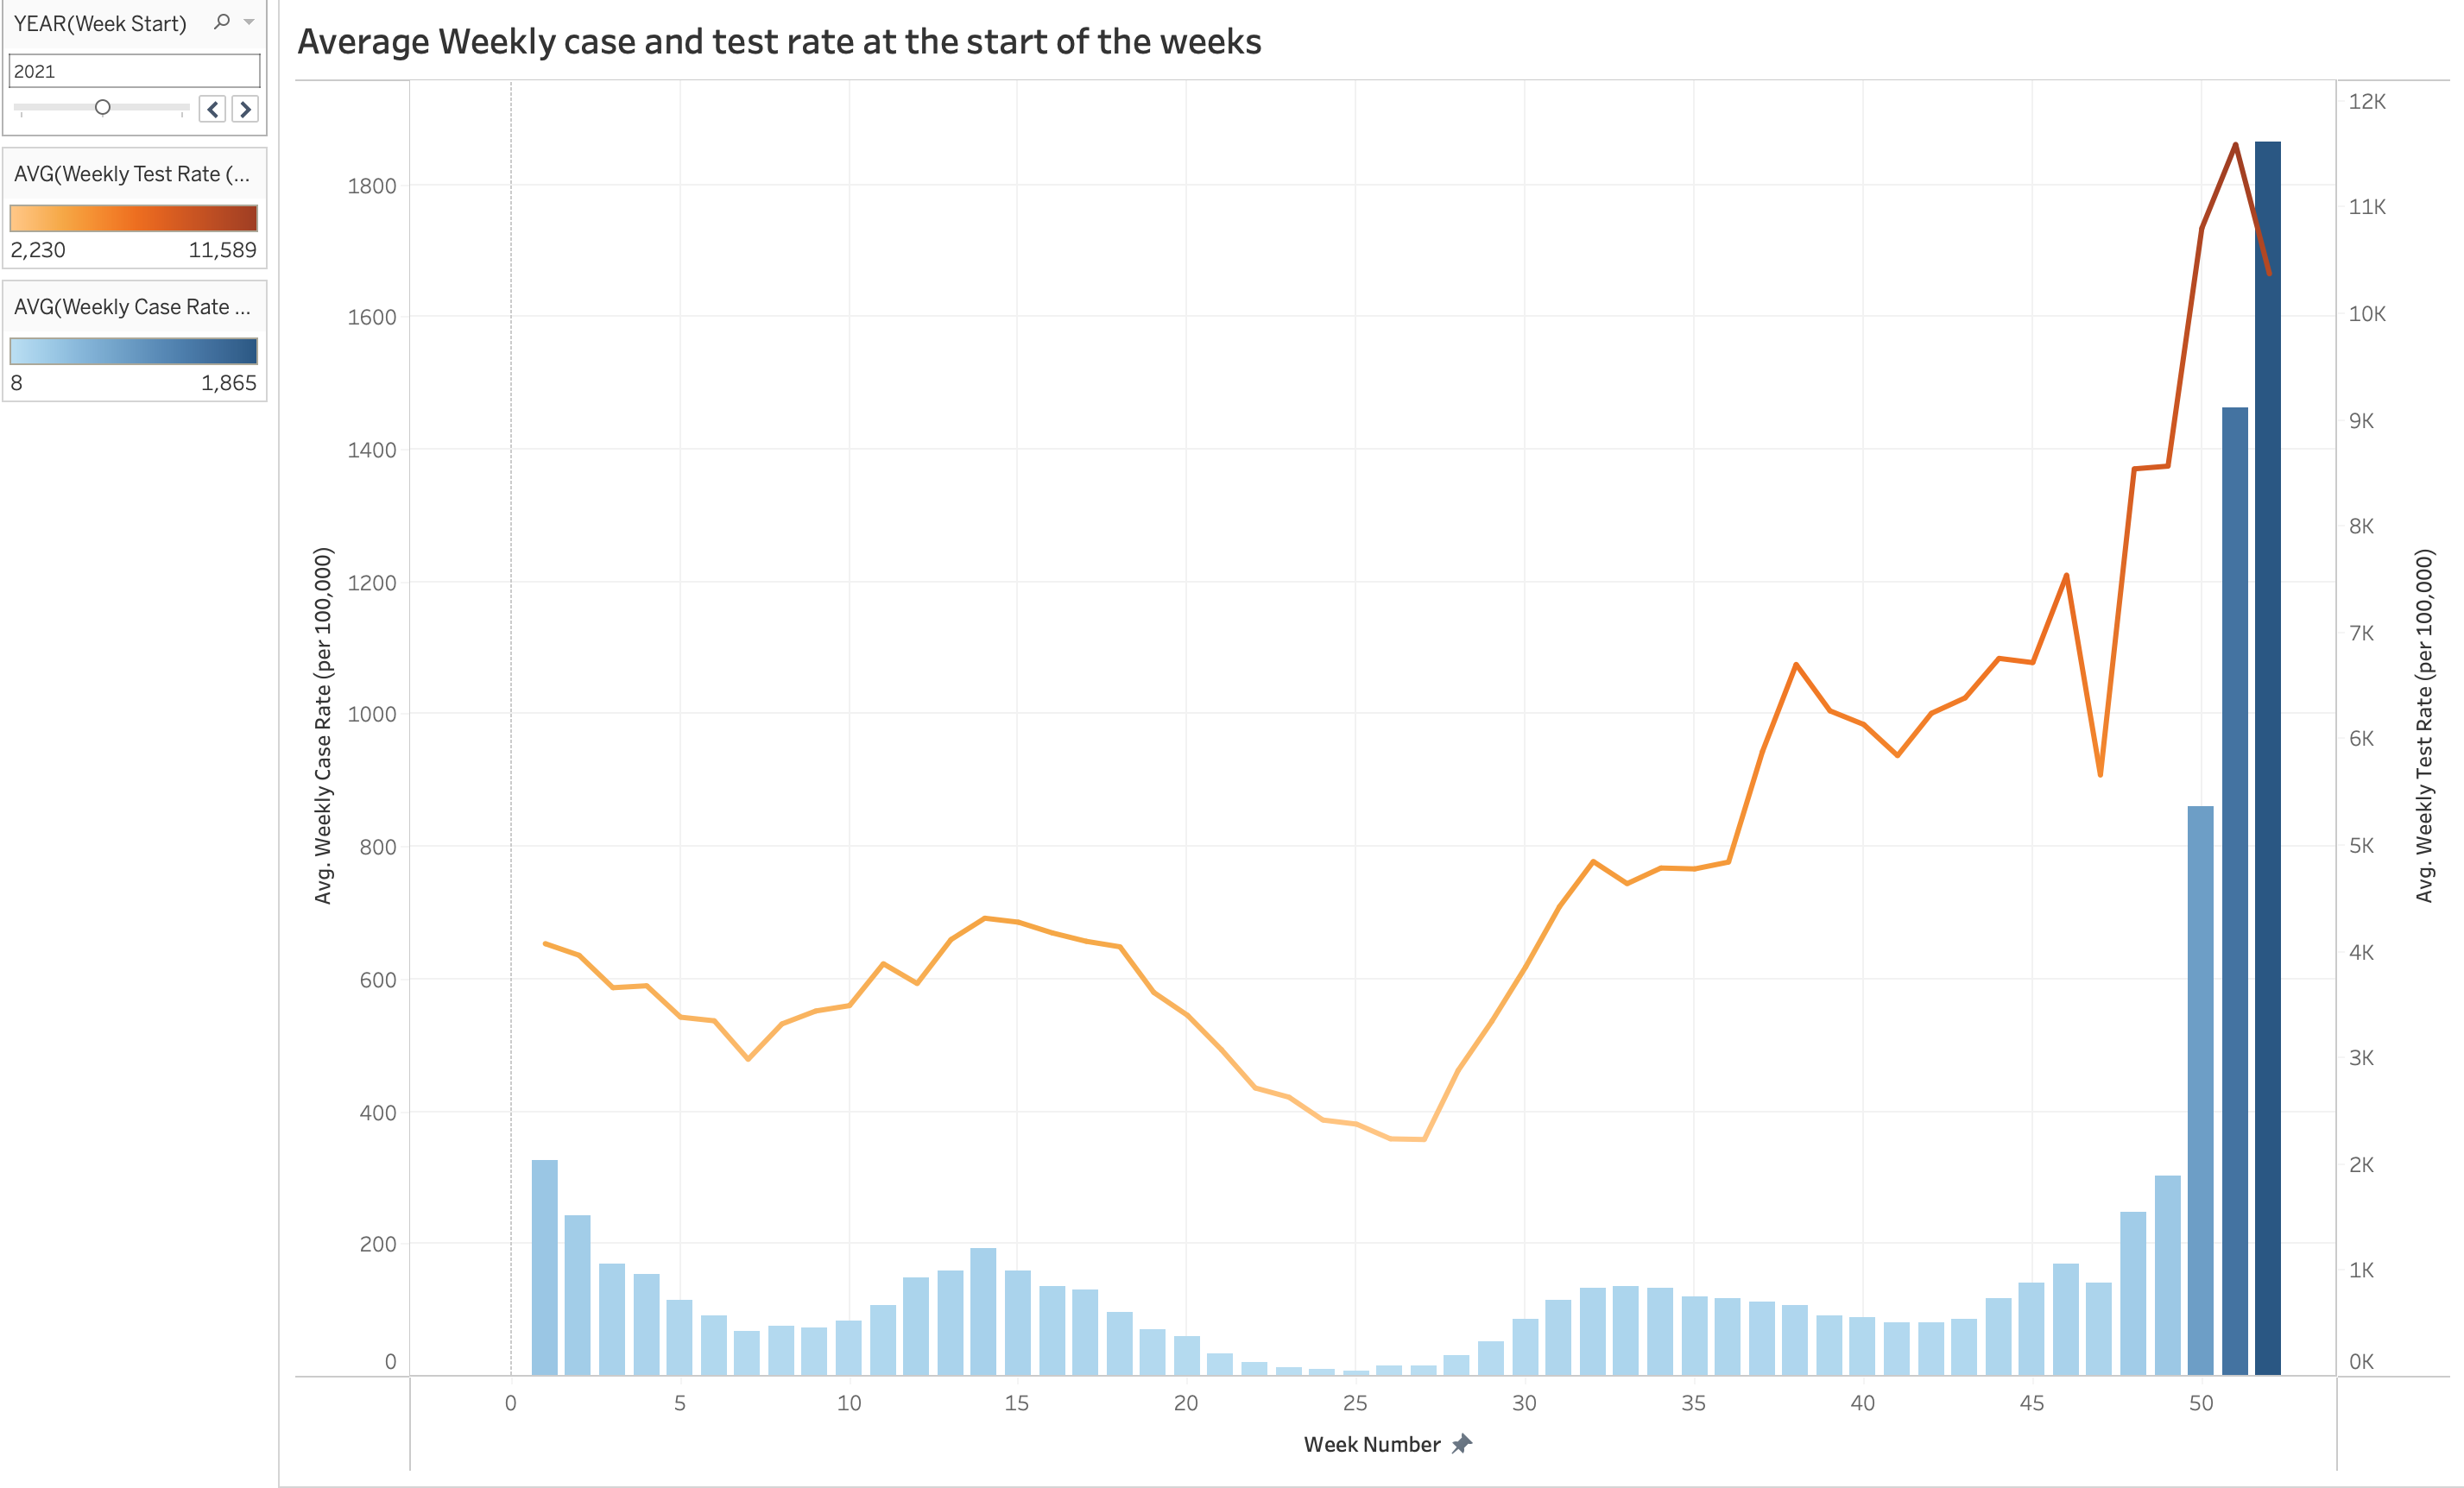 YEAR(Week Start)
2021
AVG(Weekly Test Rate (...
2,230 11,589
AVG(Weekly Case Rate ...
8 1,865
Average Weekly case and test rate at the start of the weeks
Avg. Weekly Case Rate (per 100,000)
1800
1600
1400
1200
1000
800
600
400
200
0
12K
11K
10K
9K
8K
7K
6K
5K
4K
3K
2K
1K
0K
Avg. Weekly Test Rate (per 100,000)
0 5 10 15 20 25 30 35 40 45 50
Week Number